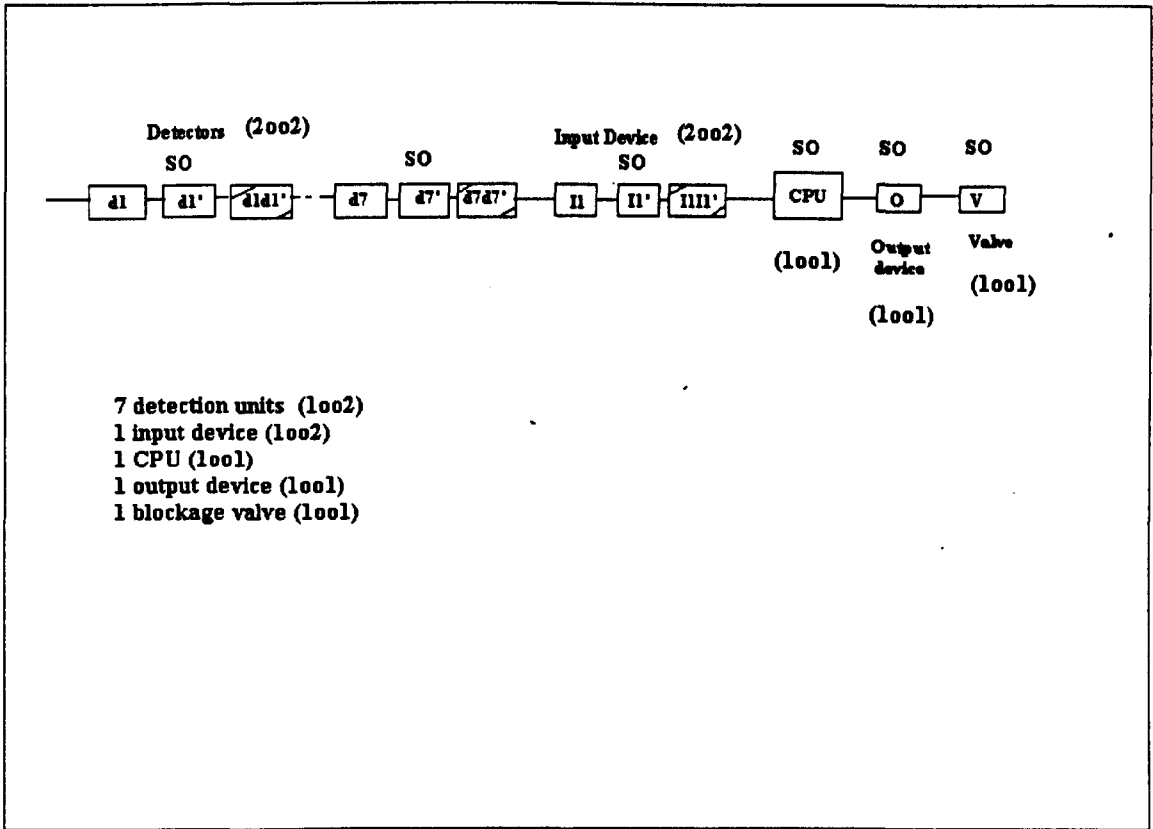 Detectors (2oo2)
SO
SO
Input Device (2oo2)
SO
SO
SO
SO
d1
d1'
d1d1'
d7
d7'
d7d7'
I1
I1'
I1I1'
CPU
O
V
(1oo1)
Output
device
(1oo1)
Valve
(1oo1)
7 detection units (1oo2)
1 input device (1oo2)
1 CPU (1oo1)
1 output device (1oo1)
1 blockage valve (1oo1)